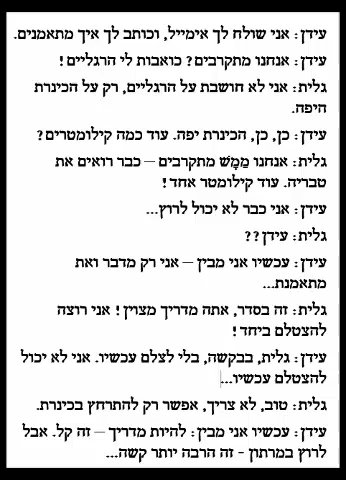 עידן: אני שולח לך אימייל, וכותב לך איך מתאמנים.
עידן: אנחנו מתקרבים? כואבות לי הרגליים!
גלית: אני לא חושבת על הרגליים, רק על הכינרת
היפה.
עידן: כן, כן, הכינרת יפה. עוד כמה קילומטרים?
גלית: אנחנו מַמָּשׁ מתקרבים – כבר רואים את
טבריה. עוד קילומטר אחד!
עידן: אני כבר לא יכול לרוץ...
גלית: עידן??
עידן: עכשיו אני מבין – אני רק מדבר ואת
מתאמנת...
גלית: זה בסדר, אתה מדריך מצוין! אני רוצה
להצטלם ביחד!
עידן: גלית, בבקשה, בלי לצלם עכשיו. אני לא יכול
להצטלם עכשיו...
גלית: טוב, לא צריך, אפשר רק להתרחץ בכינרת.
עידן: עכשיו אני מבין: להיות מדריך – זה קל. אבל
לרוץ במרתון - זה הרבה יותר קשה...